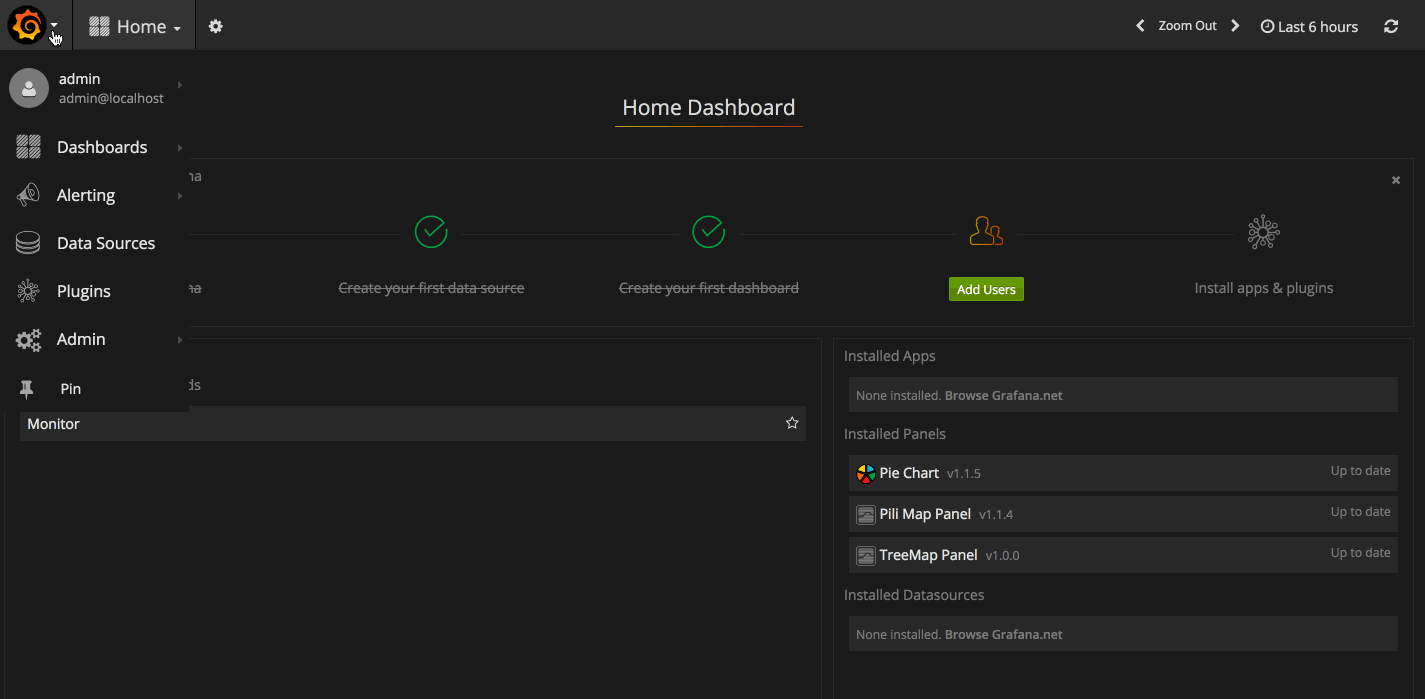 Home
Zoom Out
Last 6 hours
admin
admin@localhost
Home Dashboard
Dashboards
na
Alerting
Data Sources
Plugins
na
Create your first data source
Create your first dashboard
Add Users
Install apps & plugins
Admin
Pin
ds
Monitor
Installed Apps
None installed. Browse Grafana.net
Installed Panels
Pie Chart v1.1.5 Up to date
Pili Map Panel v1.1.4 Up to date
TreeMap Panel v1.0.0 Up to date
Installed Datasources
None installed. Browse Grafana.net